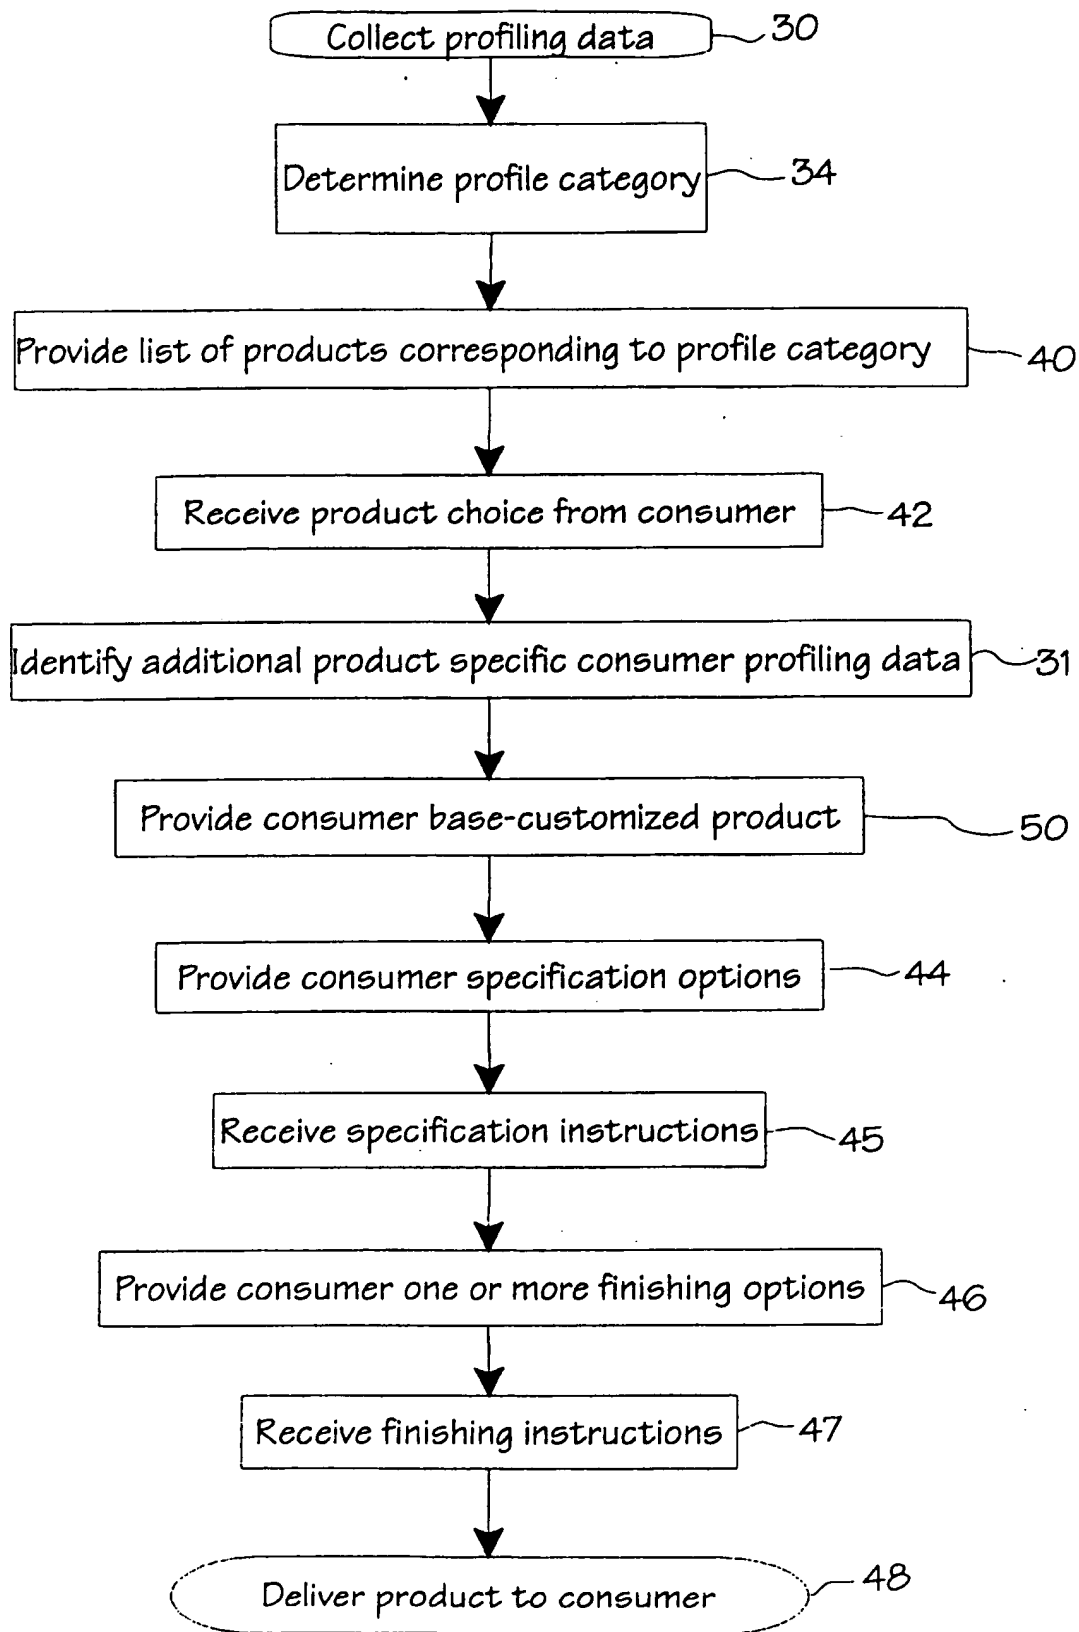 Collect profiling data 30
Determine profile category 34
Provide list of products corresponding to profile category 40
Receive product choice from consumer 42
Identify additional product specific consumer profiling data 31
Provide consumer base-customized product 50
Provide consumer specification options 44
Receive specification instructions 45
Provide consumer one or more finishing options 46
Receive finishing instructions 47
Deliver product to consumer 48